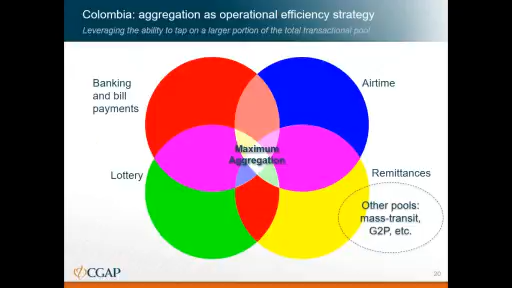 Colombia: aggregation as operational efficiency strategy
Leveraging the ability to tap on a larger portion of the total transactional pool
Banking
and bill
payments
Airtime
Maximum
Aggregation
Lottery
Remittances
Other pools:
mass-transit,
G2P, etc.
CGAP
20